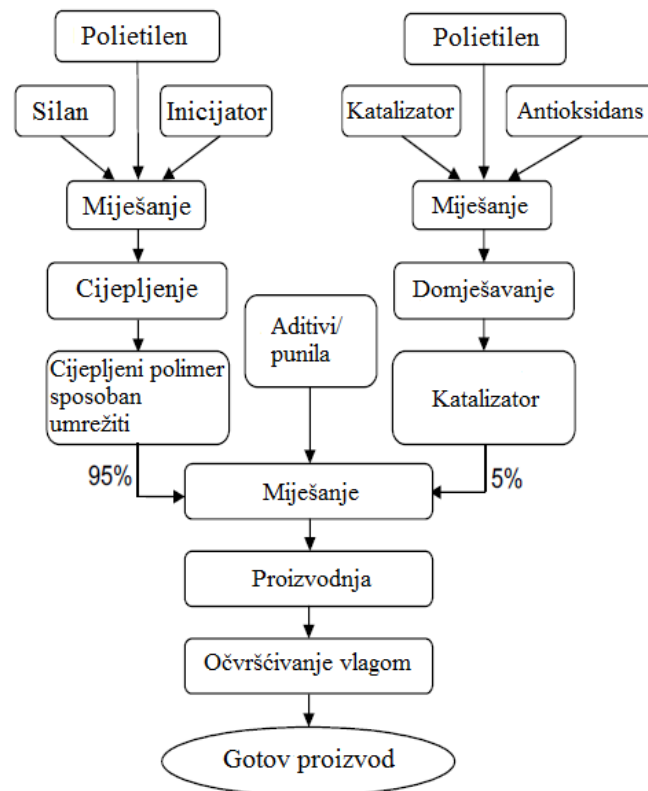 Polietilen
Polietilen
Silan
Inicijator
Katalizator
Antioksidans
Miješanje
Miješanje
Cijepljenje
Domješavanje
Aditivi/
punila
Cijepljeni polimer
sposoban
umrežiti
Katalizator
95%
5%
Miješanje
Proizvodnja
Očvršćivanje vlagom
Gotov proizvod